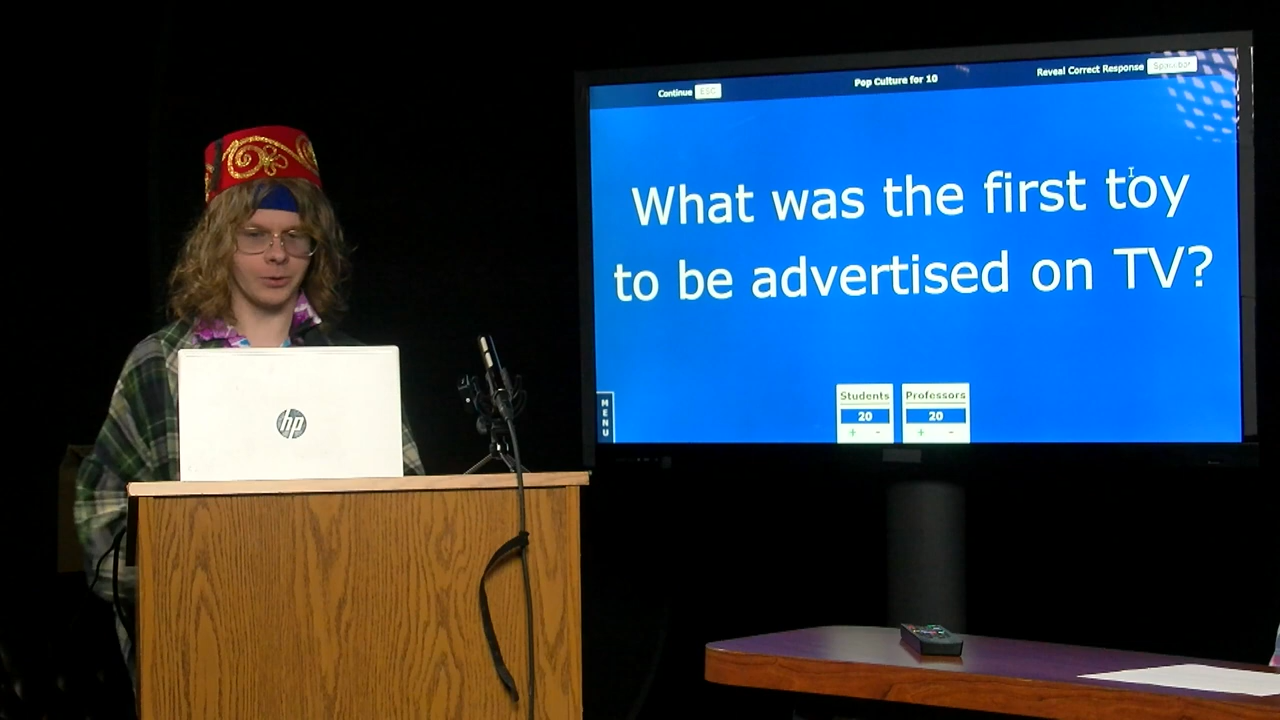 Continue ESC
Pop Culture for 10
Reveal Correct Response Spacebar
What was the first toy
to be advertised on TV?
MENU
Students
20
+ -
Professors
20
+ -
hp